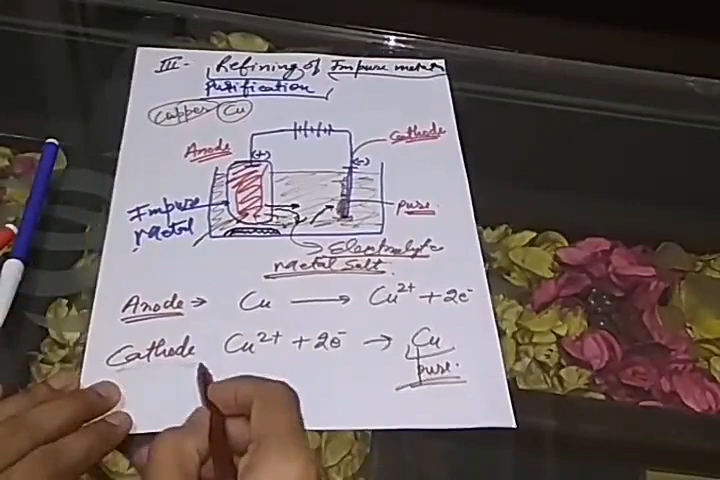 III- Refining of Impure metals
Purification
Copper Cu
Anode
(+)
Cathode
(-)
Impure
metal
pure.
Electrolyte
metal salt.
Anode → Cu → Cu²⁺ + 2e⁻
Cathode Cu²⁺ + 2e⁻ → Cu
pure.